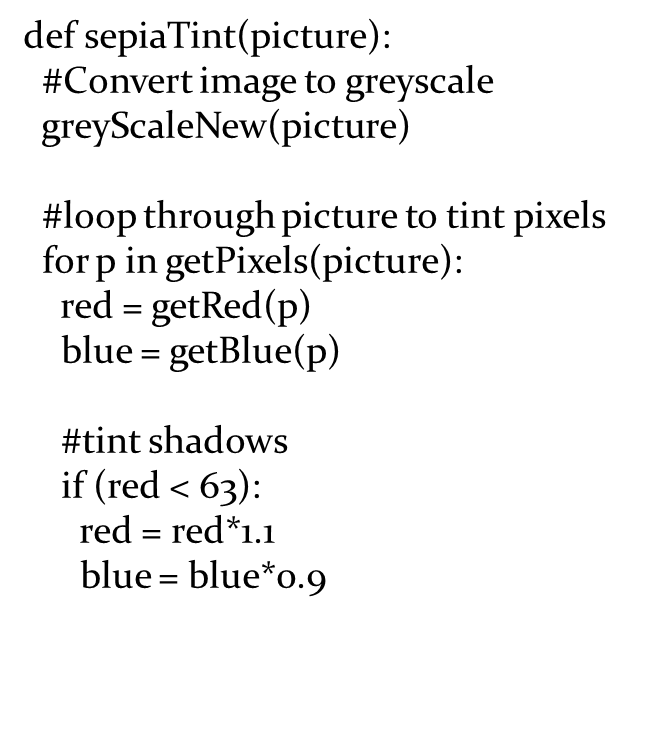 def sepiaTint(picture):
#Convert image to greyscale
greyScaleNew(picture)
#loop through picture to tint pixels
for p in getPixels(picture):
red = getRed(p)
blue = getBlue(p)
#tint shadows
if (red < 63):
red = red*1.1
blue = blue*0.9